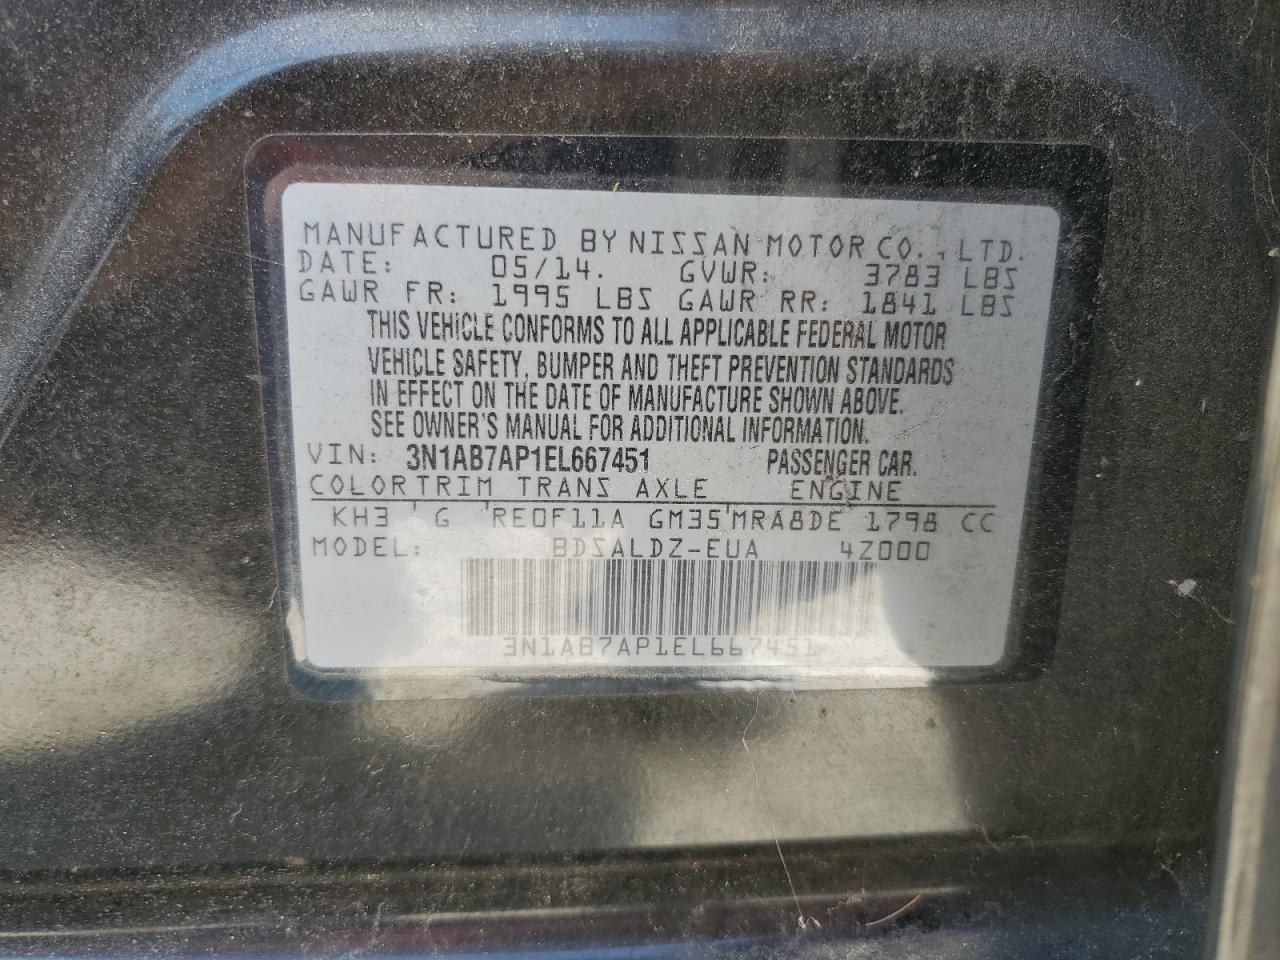 MANUFACTURED BY NISSAN MOTOR CO., LTD.
DATE: 05/14. GVWR: 3783 LBS
GAWR FR: 1995 LBS GAWR RR: 1841 LBS
THIS VEHICLE CONFORMS TO ALL APPLICABLE FEDERAL MOTOR
VEHICLE SAFETY, BUMPER AND THEFT PREVENTION STANDARDS
IN EFFECT ON THE DATE OF MANUFACTURE SHOWN ABOVE.
SEE OWNER'S MANUAL FOR ADDITIONAL INFORMATION.
VIN: 3N1AB7AP1EL667451 PASSENGER CAR.
COLORTRIM TRANS AXLE ENGINE
KH3 ' G 'RE0F11A GM35'MRA8DE 1798 CC
MODEL: BDSALDZ-EUA 4Z000
3N1AB7AP1EL667451